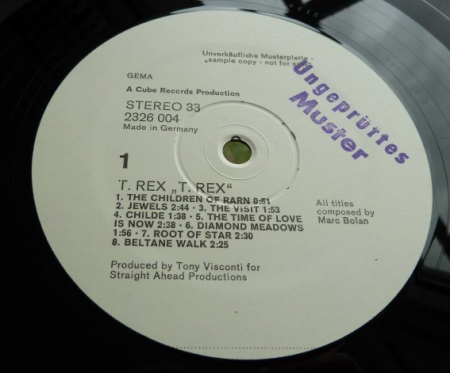 Unverkäufliche Musterplatte -
„sample copy - not for sale
Ungeprüftes
Muster
GEMA
A Cube Records Production
STEREO 33
2326 004
Made in Germany
1
T. REX „T. REX“
1. THE CHILDREN OF RARN 0:51
2. JEWELS 2:44 · 3. THE VISIT 1:53
4. CHILDE 1:38 · 5. THE TIME OF LOVE
IS NOW 2:38 · 6. DIAMOND MEADOWS
1:56 · 7. ROOT OF STAR 2:30
8. BELTANE WALK 2:25
All titles
composed by
Marc Bolan
Produced by Tony Visconti for
Straight Ahead Productions